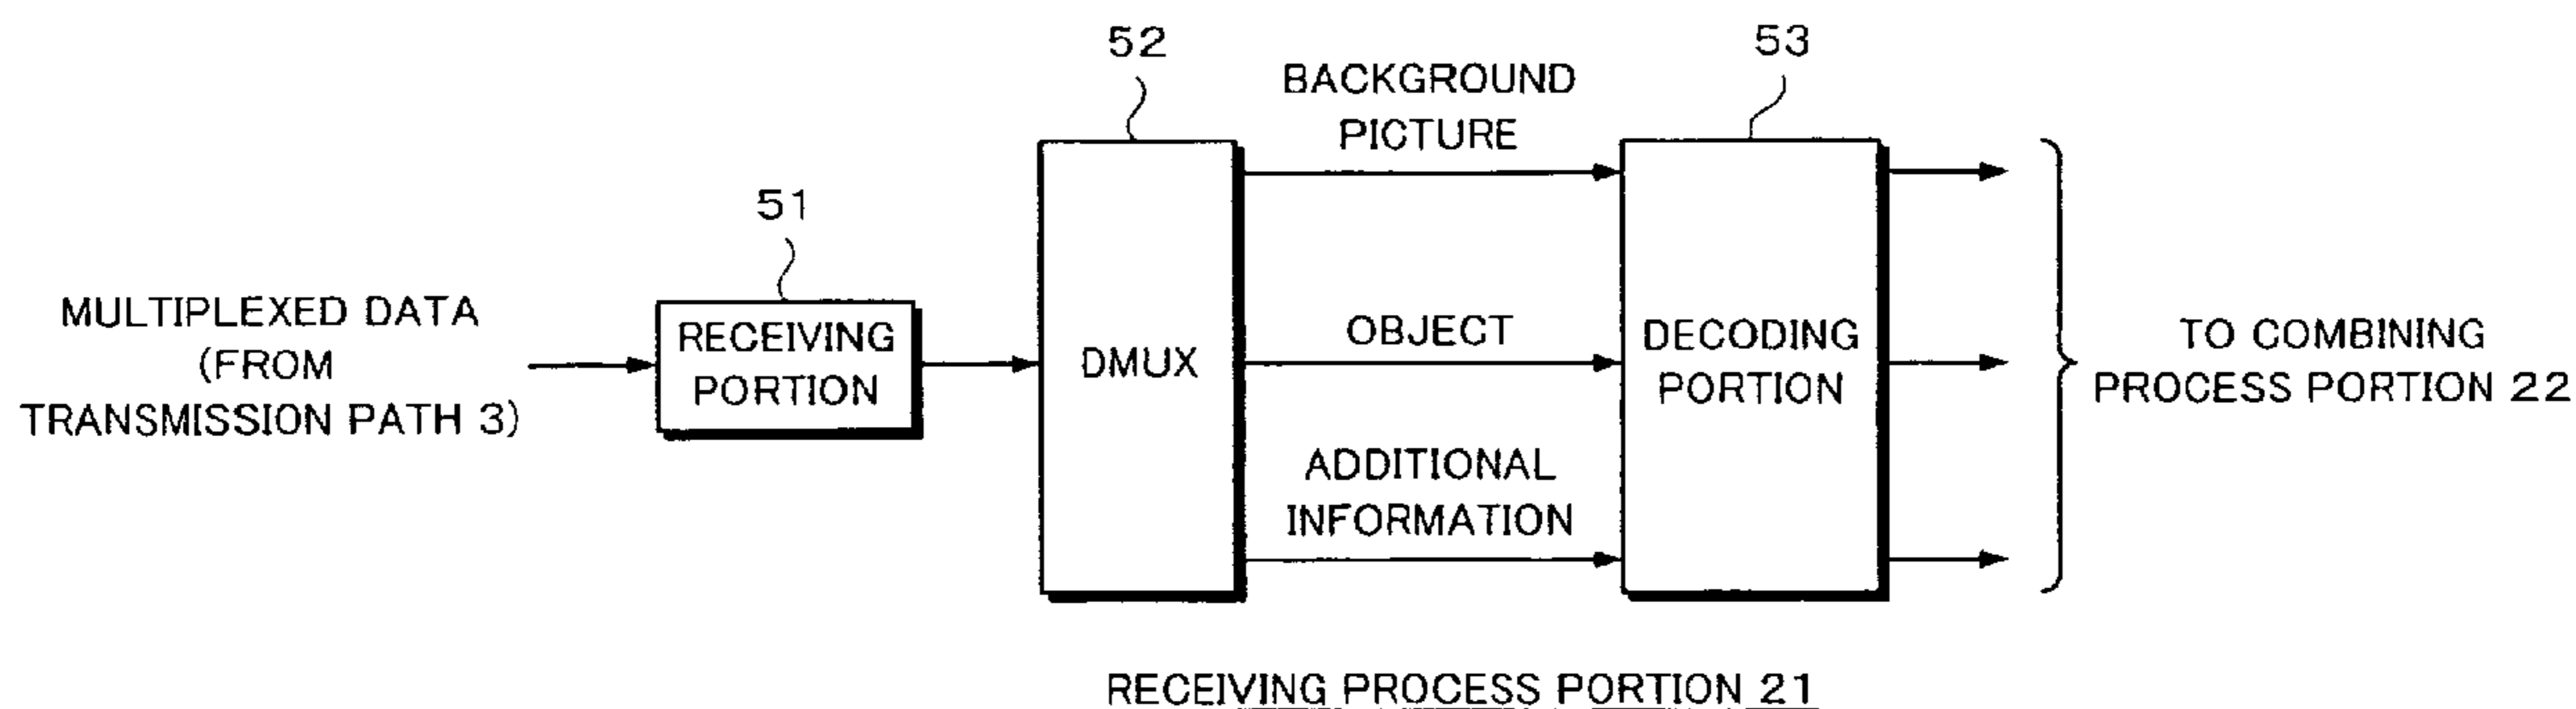 52
53
BACKGROUND
PICTURE
51
MULTIPLEXED DATA
(FROM
TRANSMISSION PATH 3)
RECEIVING
PORTION
DMUX
OBJECT
DECODING
PORTION
TO COMBINING
PROCESS PORTION 22
ADDITIONAL
INFORMATION
RECEIVING PROCESS PORTION 21